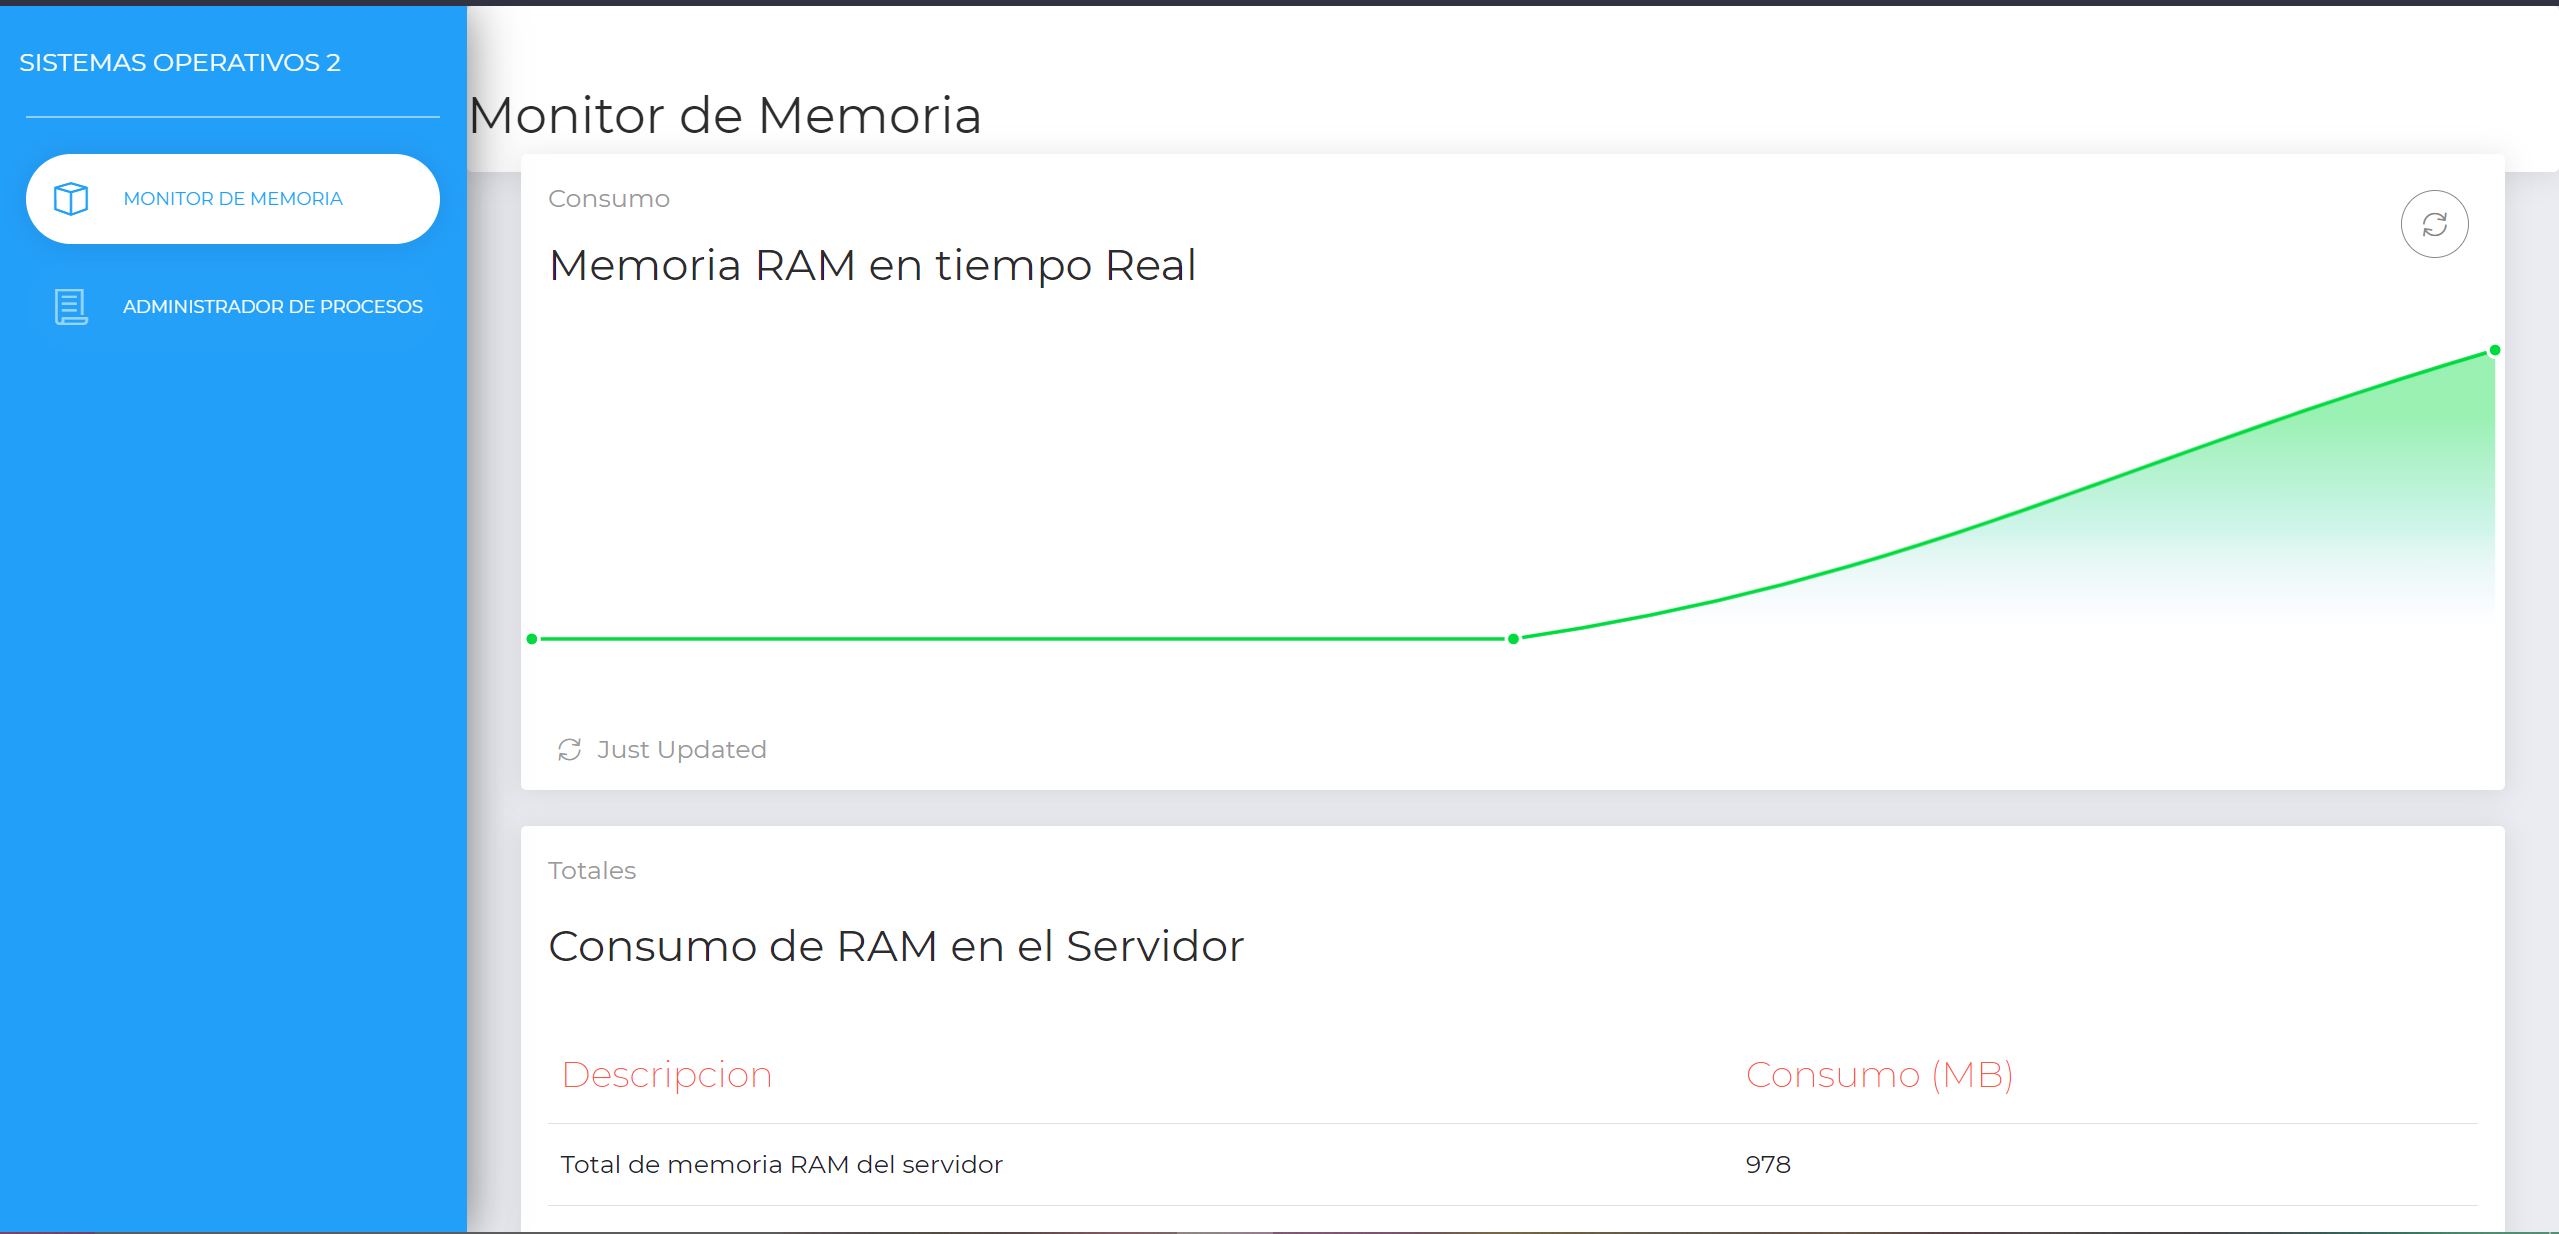 SISTEMAS OPERATIVOS 2
MONITOR DE MEMORIA
ADMINISTRADOR DE PROCESOS
Monitor de Memoria
Consumo
Memoria RAM en tiempo Real
Just Updated
Totales
Consumo de RAM en el Servidor
Descripcion Consumo (MB)
Total de memoria RAM del servidor 978